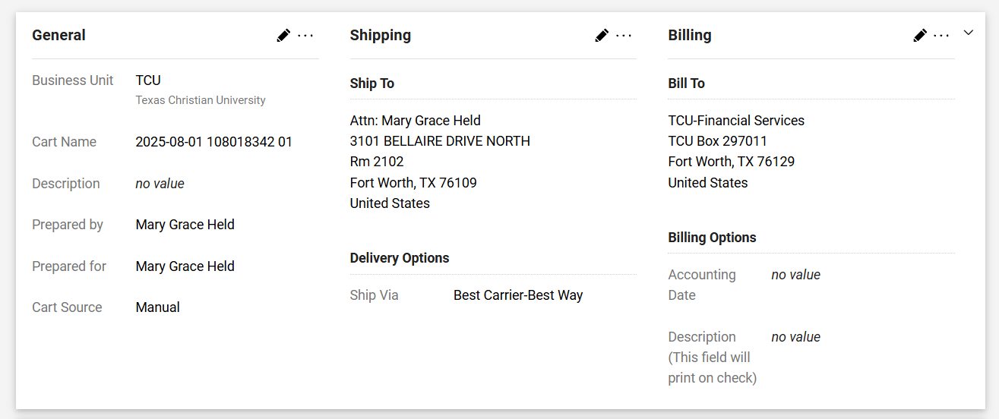 General
...
Business Unit TCU
Texas Christian University
Cart Name 2025-08-01 108018342 01
Description no value
Prepared by Mary Grace Held
Prepared for Mary Grace Held
Cart Source Manual
Shipping
...
Ship To
Attn: Mary Grace Held
3101 BELLAIRE DRIVE NORTH
Rm 2102
Fort Worth, TX 76109
United States
Delivery Options
Ship Via Best Carrier-Best Way
Billing
...
Bill To
TCU-Financial Services
TCU Box 297011
Fort Worth, TX 76129
United States
Billing Options
Accounting no value
Date
Description no value
(This field will
print on check)